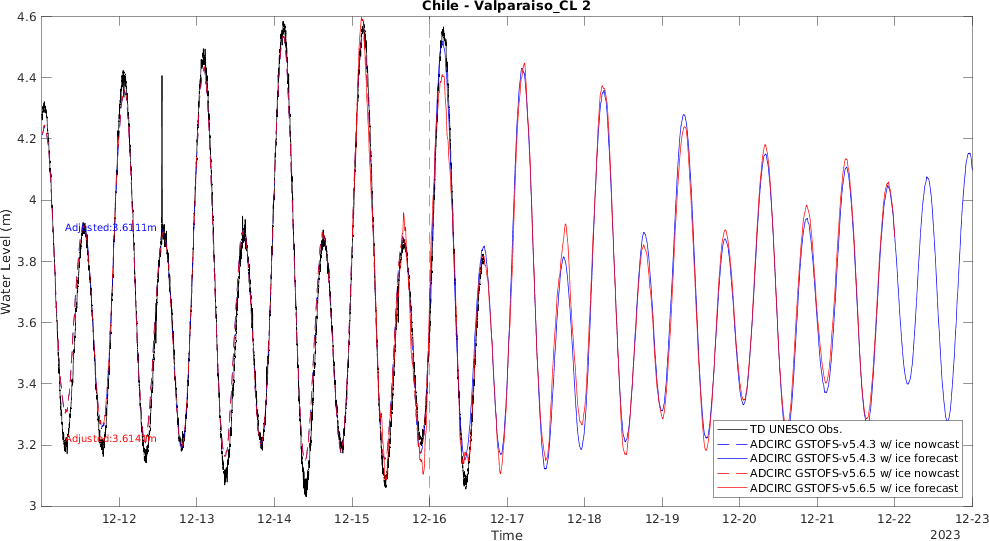 Chile - Valparaiso_CL 2
Water Level (m)
4.6
4.4
4.2
4
3.8
3.6
3.4
3.2
3
Adjusted:3.6111m
TD UNESCO Obs.
ADCIRC GSTOFS-v5.4.3 w/ ice nowcast
ADCIRC GSTOFS-v5.4.3 w/ ice forecast
ADCIRC GSTOFS-v5.6.5 w/ ice nowcast
ADCIRC GSTOFS-v5.6.5 w/ ice forecast
12-12 12-13 12-14 12-15 12-16 12-17 12-18 12-19 12-20 12-21 12-22 12-23
Time
2023